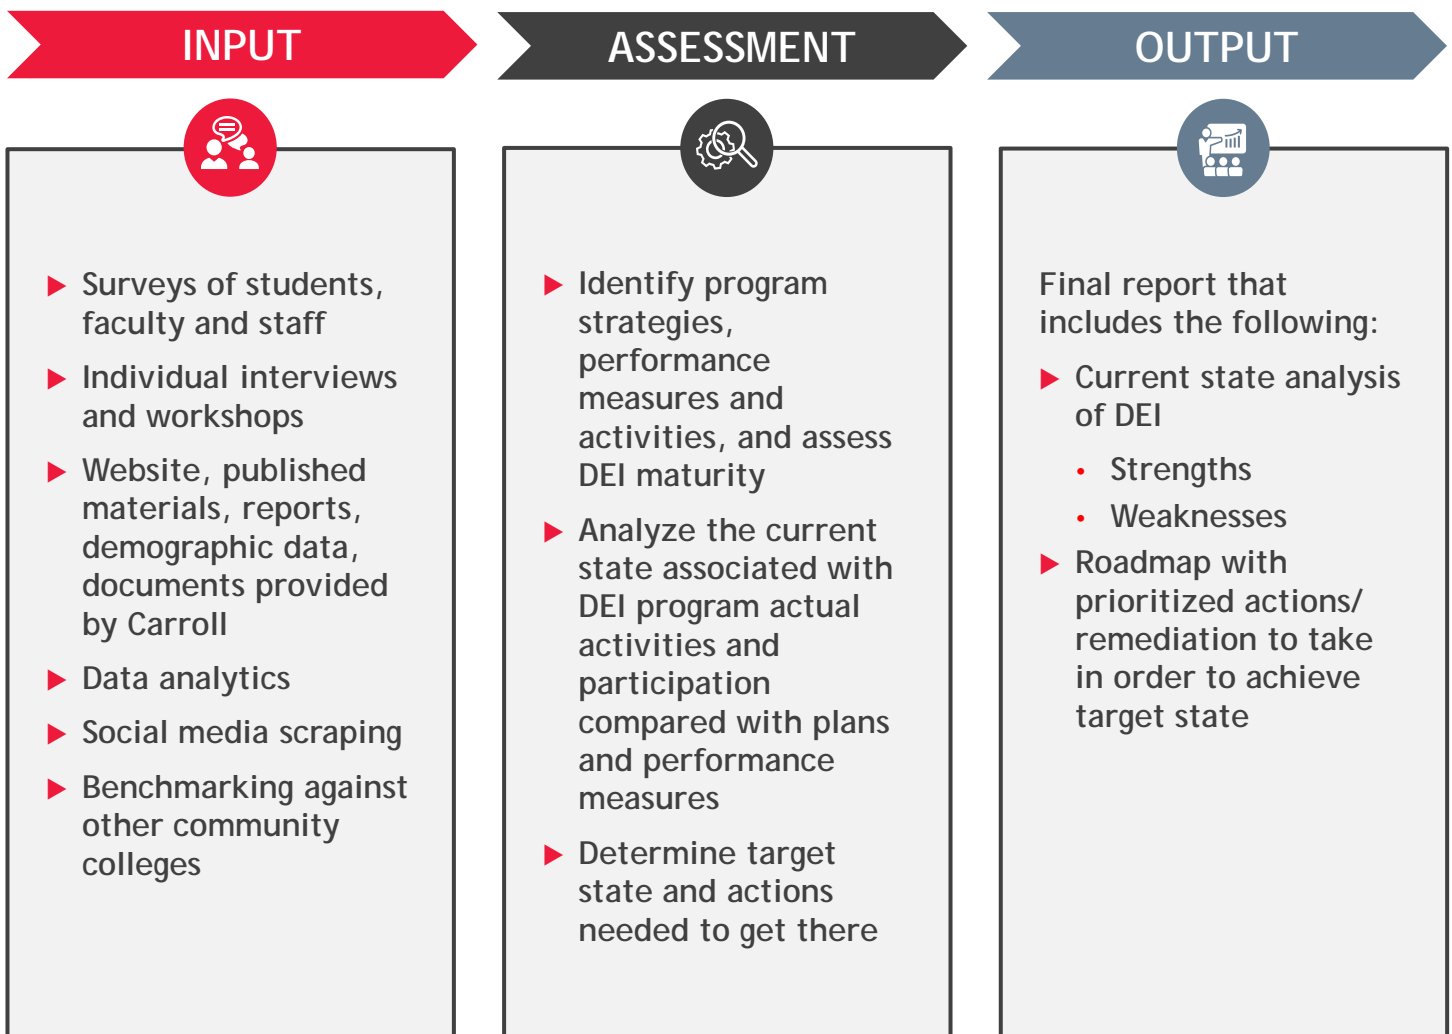 INPUT
Surveys of students,
faculty and staff
Individual interviews
and workshops
Website, published
materials, reports,
demographic data,
documents provided
by Carroll
Data analytics
Social media scraping
Benchmarking against
other community
colleges
ASSESSMENT
Identify program
strategies,
performance
measures and
activities, and assess
DEI maturity
Analyze the current
state associated with
DEI program actual
activities and
participation
compared with plans
and performance
measures
Determine target
state and actions
needed to get there
OUTPUT
Final report that
includes the following:
Current state analysis
of DEI
• Strengths
• Weaknesses
Roadmap with
prioritized actions/
remediation to take
in order to achieve
target state